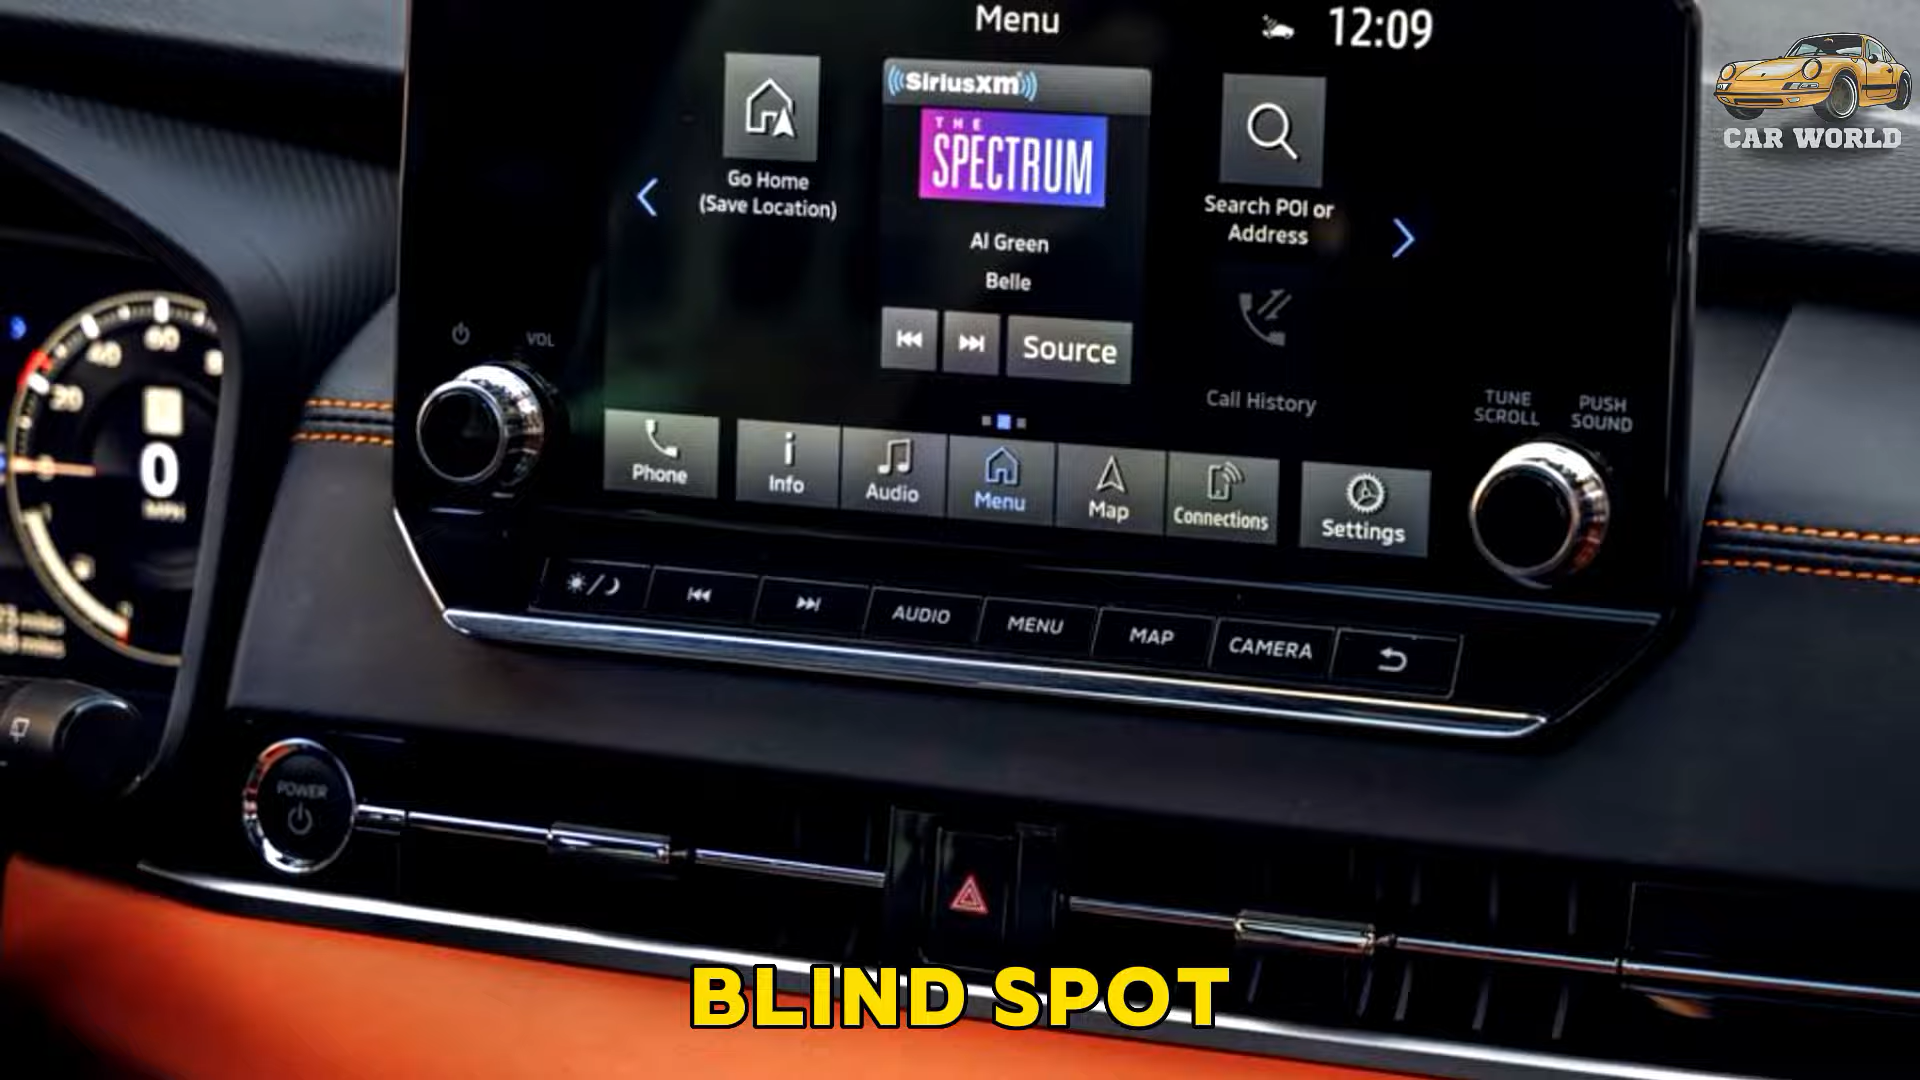 Menu
12:09
SiriusXM
THE
SPECTRUM
CAR WORLD
Go Home
(Save Location)
Al Green
Belle
Search POI or
Address
Source
Call History
VOL
TUNE
SCROLL
PUSH
SOUND
60
40
20
0
MPH
Phone
Info
Audio
Menu
Map
Connections
Settings
AUDIO
MENU
MAP
CAMERA
POWER
BLIND SPOT